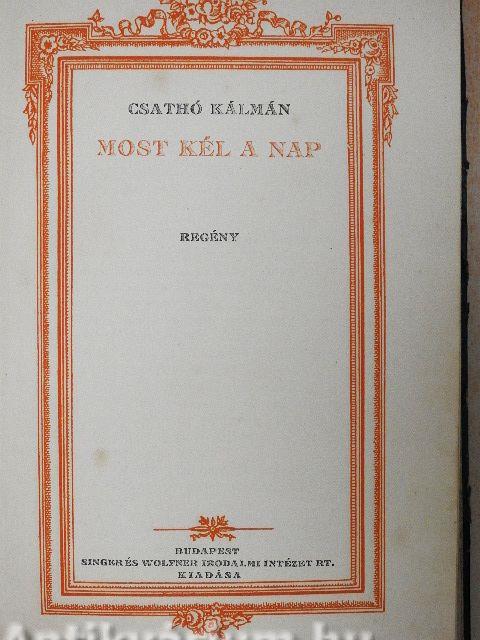 CSATHÓ KÁLMÁN
MOST KÉL A NAP
REGÉNY
BUDAPEST
SINGER ÉS WOLFNER IRODALMI INTÉZET RT.
KIADÁSA